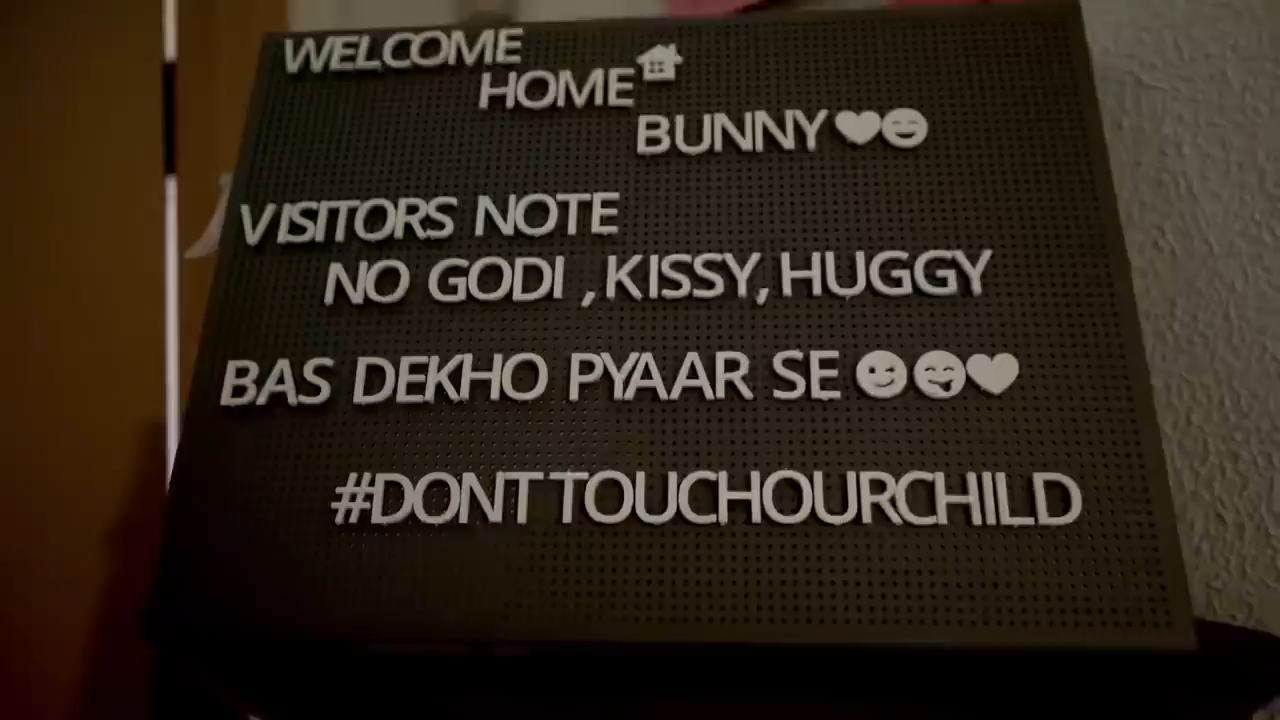 WELCOME
HOME🏠
BUNNY❤😄
VISITORS NOTE
NO GODI ,KISSY,HUGGY
BAS DEKHO PYAAR SE 😉😋❤
#DONTTOUCHOURCHILD